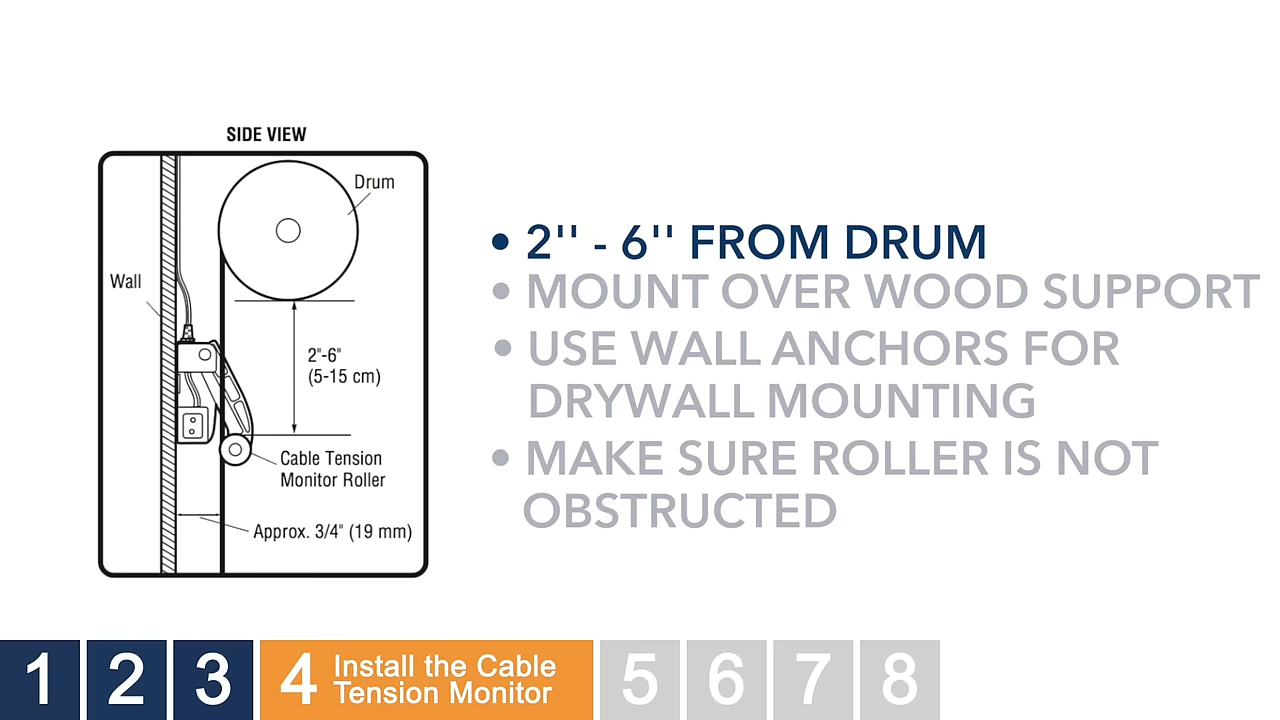 SIDE VIEW
Drum
Wall
2"-6"
(5-15 cm)
Cable Tension
Monitor Roller
Approx. 3/4" (19 mm)
• 2'' - 6'' FROM DRUM
• MOUNT OVER WOOD SUPPORT
• USE WALL ANCHORS FOR
DRYWALL MOUNTING
• MAKE SURE ROLLER IS NOT
OBSTRUCTED
1 2 3 4 Install the Cable
Tension Monitor
5 6 7 8